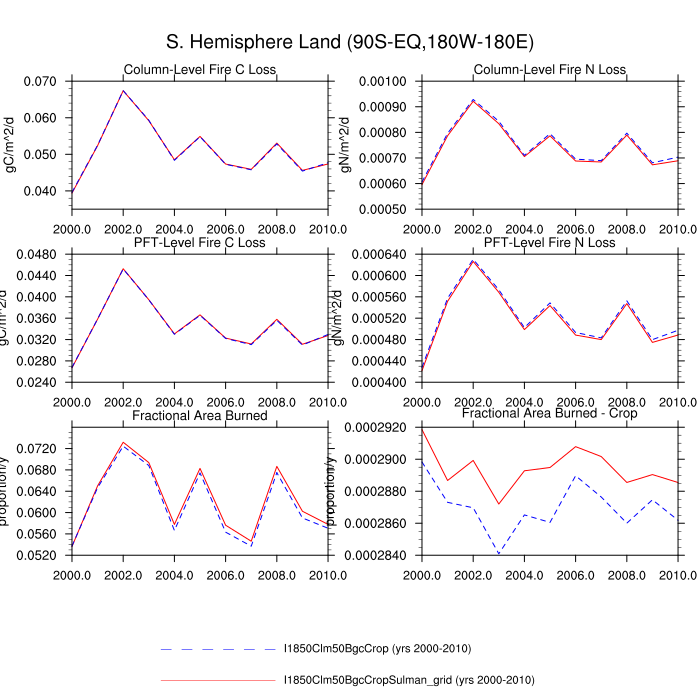 S. Hemisphere Land (90S-EQ,180W-180E)
Column-Level Fire C Loss
gC/m^2/d
0.070
0.060
0.050
0.040
2000.0 2002.0 2004.0 2006.0 2008.0 2010.0
Column-Level Fire N Loss
gN/m^2/d
0.00100
0.00090
0.00080
0.00070
0.00060
0.00050
2000.0 2002.0 2004.0 2006.0 2008.0 2010.0
PFT-Level Fire C Loss
gC/m^2/d
0.0480
0.0440
0.0400
0.0360
0.0320
0.0280
0.0240
2000.0 2002.0 2004.0 2006.0 2008.0 2010.0
PFT-Level Fire N Loss
gN/m^2/d
0.000640
0.000600
0.000560
0.000520
0.000480
0.000440
0.000400
2000.0 2002.0 2004.0 2006.0 2008.0 2010.0
Fractional Area Burned
proportion/y
0.0720
0.0680
0.0640
0.0600
0.0560
0.0520
2000.0 2002.0 2004.0 2006.0 2008.0 2010.0
Fractional Area Burned - Crop
proportion/y
0.0002920
0.0002900
0.0002880
0.0002860
0.0002840
2000.0 2002.0 2004.0 2006.0 2008.0 2010.0
I1850Clm50BgcCrop (yrs 2000-2010)
I1850Clm50BgcCropSulman_grid (yrs 2000-2010)